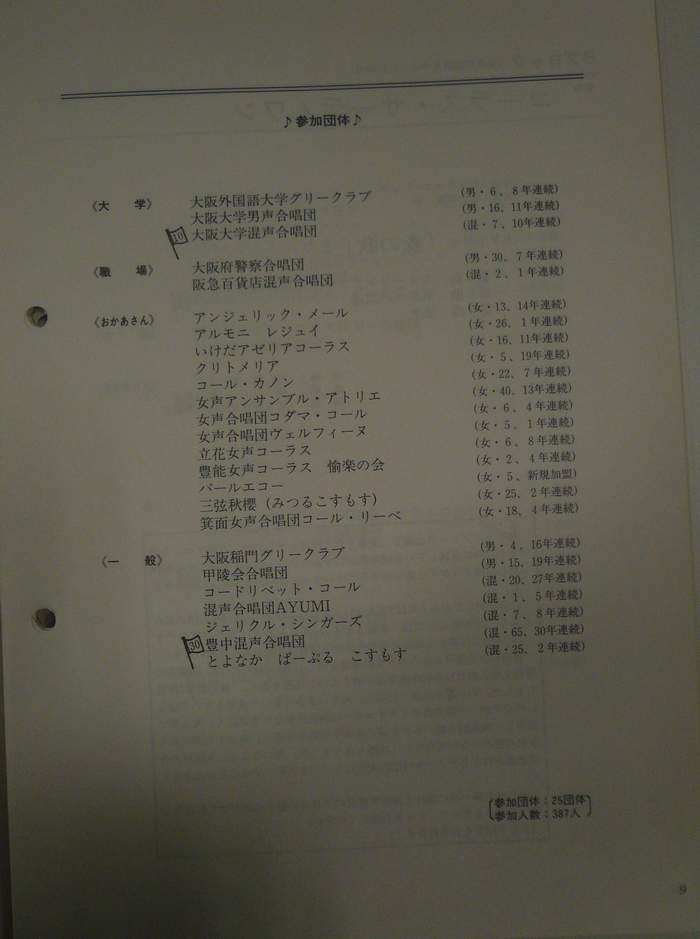 ♪参加団体♪
《大　学》　大阪外国語大学グリークラブ　(男・6、8年連続)
大阪大学男声合唱団　(男・16、11年連続)
10 大阪大学混声合唱団　(混・7、10年連続)
《職　場》　大阪府警察合唱団　(男・30、7年連続)
阪急百貨店混声合唱団　(混・2、1年連続)
《おかあさん》　アンジェリック・メール　(女・13、14年連続)
アルモニ　レジェイ　(女・26、1年連続)
いけだアゼリアコーラス　(女・16、11年連続)
クリトメリア　(女・5、19年連続)
コール・カノン　(女・22、7年連続)
女声アンサンブル・アトリエ　(女・40、13年連続)
女声合唱団コダマ・コール　(女・6、4年連続)
女声合唱団ヴェルフィーヌ　(女・5、1年連続)
立花女声コーラス　(女・6、8年連続)
豊能女声コーラス　愉楽の会　(女・2、4年連続)
パールエコー　(女・5、新規加盟)
三弦秋櫻（みつるこすもす)　(女・25、2年連続)
箕面女声合唱団コール・リーベ　(女・18、4年連続)
《一　般》　大阪稲門グリークラブ　(男・4、16年連続)
甲陵会合唱団　(男・15、19年連続)
コードリベット・コール　(混・20、27年連続)
混声合唱団AYUMI　(混・1、5年連続)
ジェリクル・シンガーズ　(混・7、8年連続)
30 豊中混声合唱団　(混・65、30年連続)
とよなか　ぱーぷる　こすもす　(混・25、2年連続)
参加団体：25団体
参加人数：387人
9